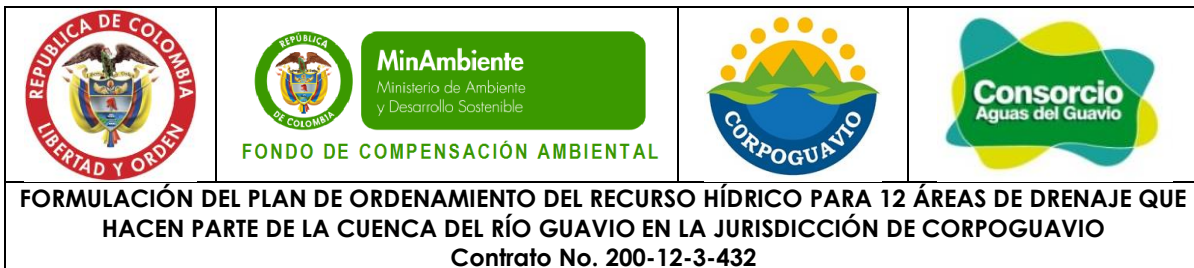 REPUBLICA DE COLOMBIA
LIBERTAD Y ORDEN
REPÚBLICA
DE COLOMBIA
MinAmbiente
Ministerio de Ambiente
y Desarrollo Sostenible
FONDO DE COMPENSACIÓN AMBIENTAL
CORPOGUAVIO
Consorcio
Aguas del Guavio
FORMULACIÓN DEL PLAN DE ORDENAMIENTO DEL RECURSO HÍDRICO PARA 12 ÁREAS DE DRENAJE QUE
HACEN PARTE DE LA CUENCA DEL RÍO GUAVIO EN LA JURISDICCIÓN DE CORPOGUAVIO
Contrato No. 200-12-3-432